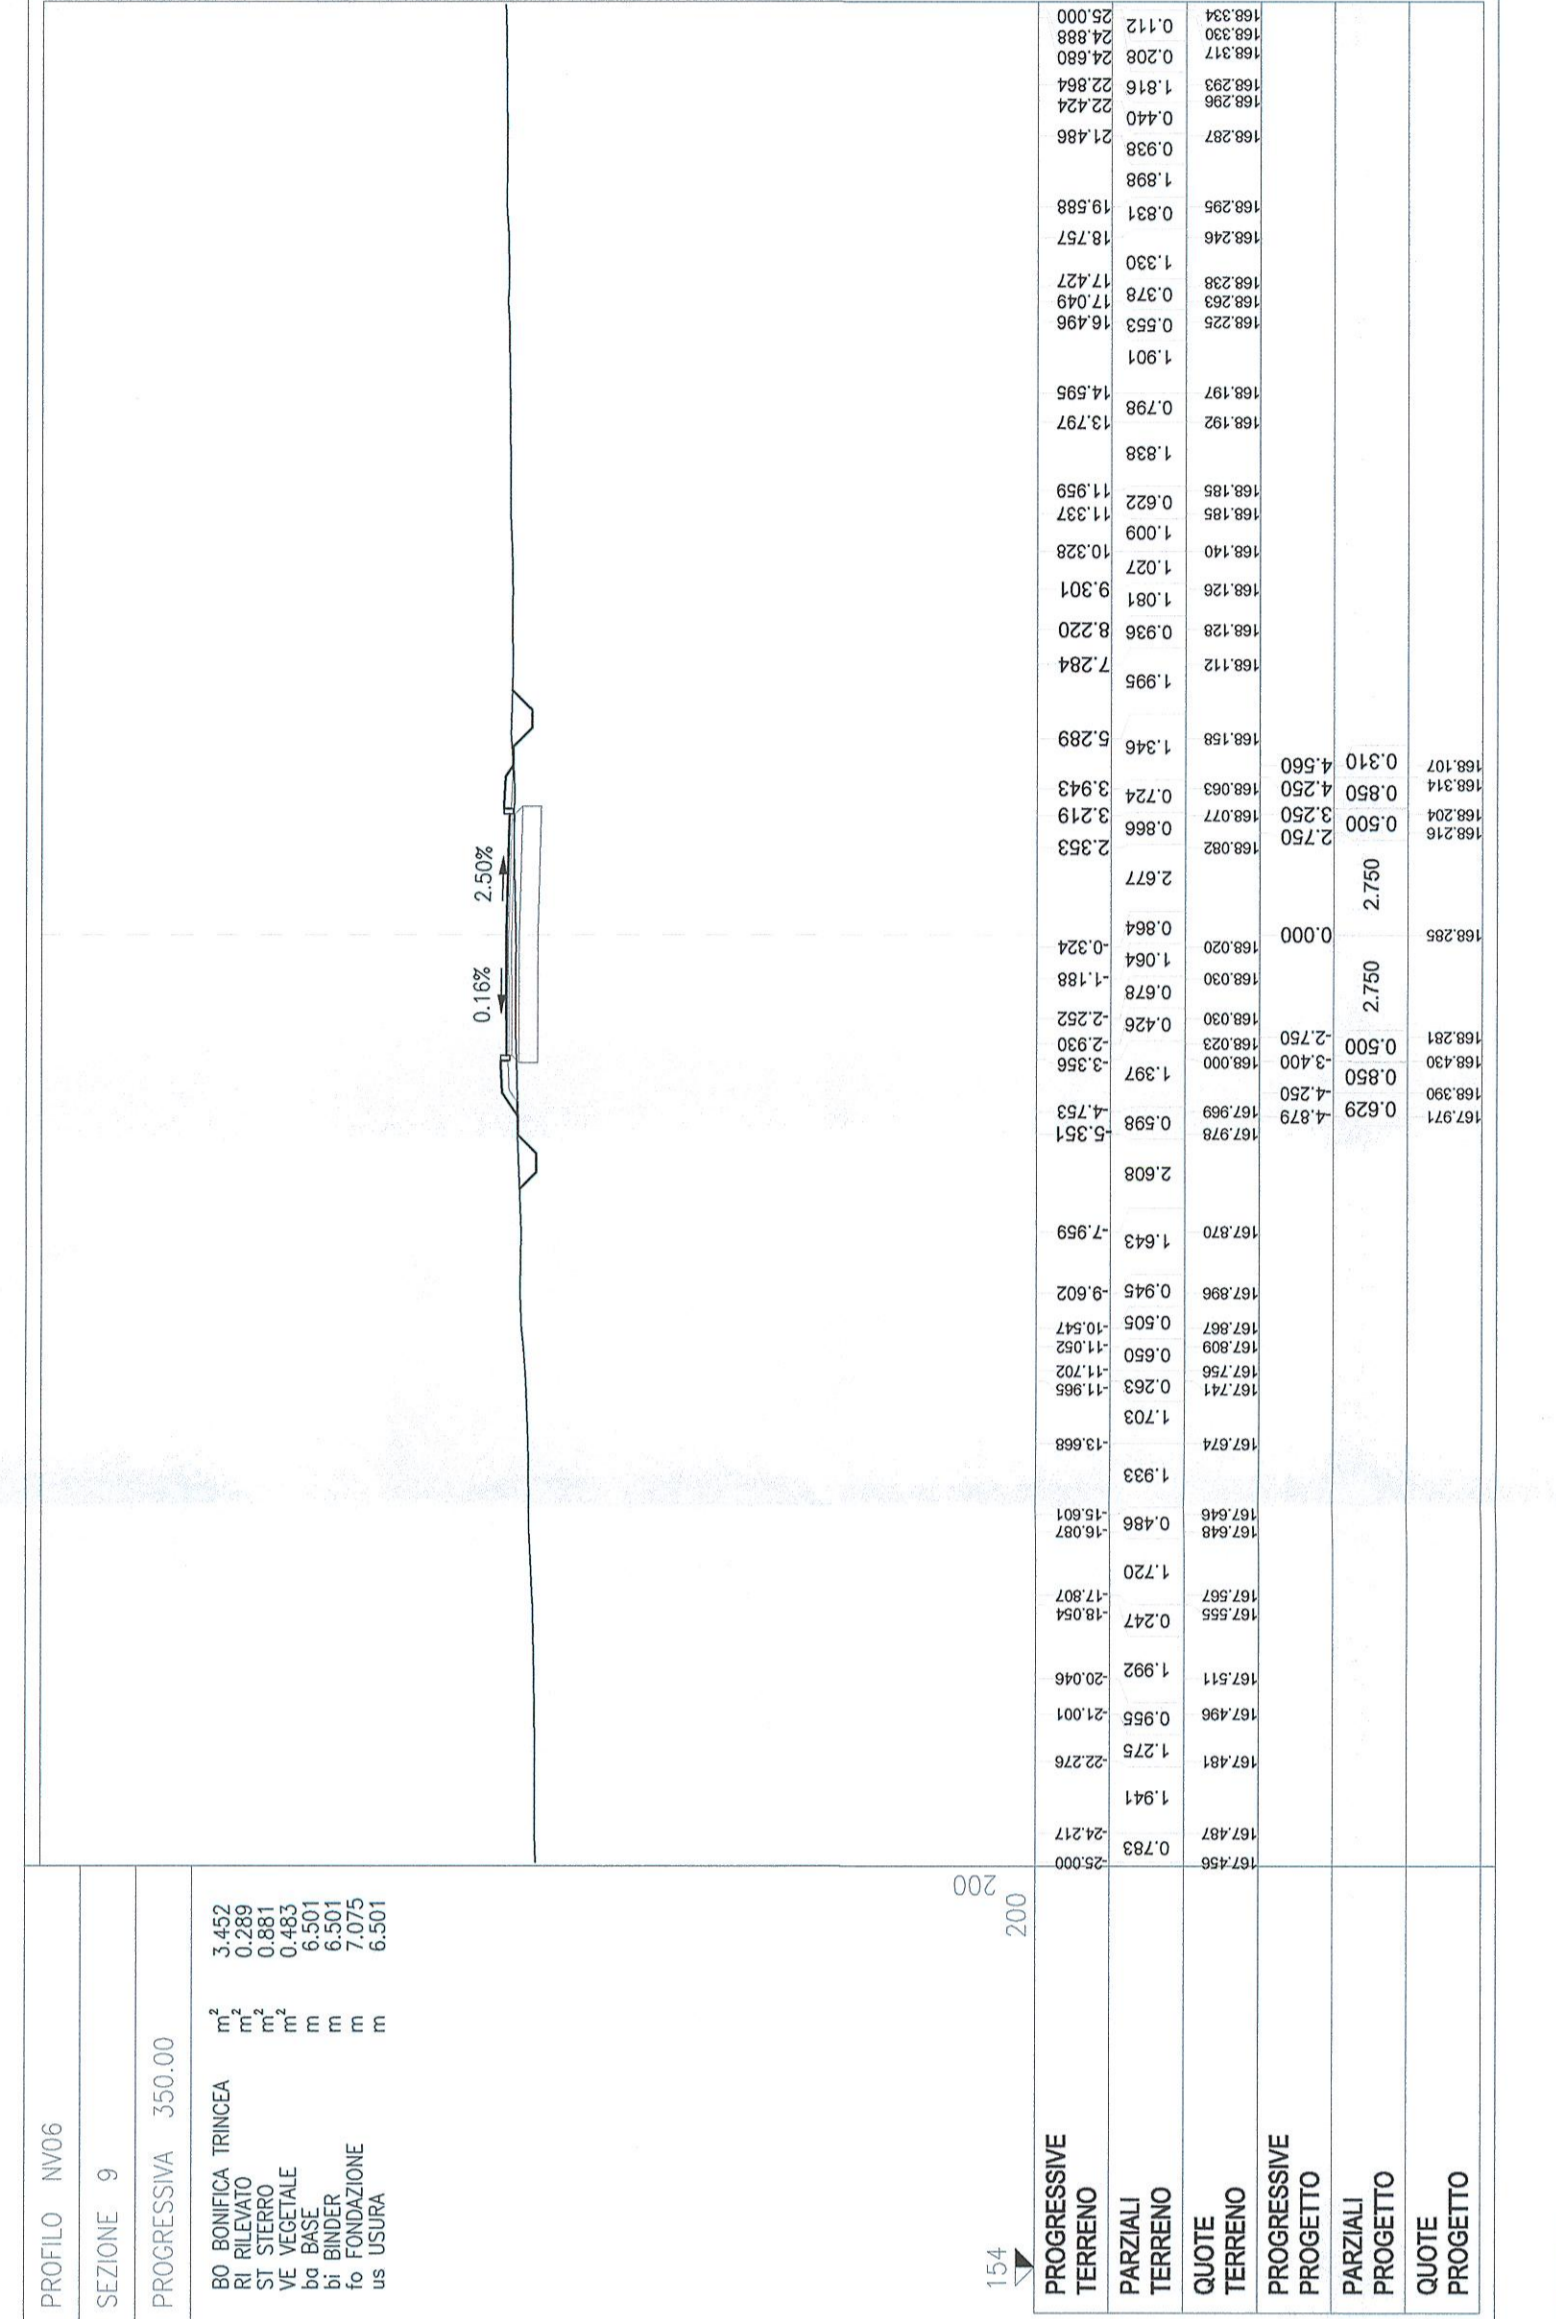 PROFILO NV06
SEZIONE 9
PROGRESSIVA 350.00
BO BONIFICA TRINCEA m² 3.452
RI RILEVATO m² 0.289
ST STERRO m² 0.881
VE VEGETALE m² 0.483
ba BASE m 6.501
bi BINDER m 6.501
fo FONDAZIONE m 7.075
us USURA m 6.501
0.16% 2.50%
200
200
154
PROGRESSIVE TERRENO -25.000 -24.217 -22.276 -21.001 -20.046 -18.054 -17.807 -16.087 -15.601 -13.668 -11.965 -11.702 -11.052 -10.547 -9.602 -7.959 -5.351 -4.753 -3.356 -2.930 -2.252 -1.188 -0.324 2.353 3.219 3.943 5.289 7.284 8.220 9.301 10.328 11.337 11.959 13.797 14.595 16.496 17.049 17.427 18.757 19.588 21.486 22.424 22.864 24.680 24.888 25.000
PARZIALI TERRENO 0.783 1.941 1.275 0.955 1.992 0.247 1.720 0.486 1.933 1.703 0.263 0.650 0.505 0.945 1.643 2.608 0.598 1.397 0.426 0.678 1.064 0.864 2.677 0.866 0.724 1.346 1.995 0.936 1.081 1.027 1.009 0.622 1.838 0.798 1.901 0.553 0.378 1.330 0.831 1.898 0.938 0.440 1.816 0.208 0.112
QUOTE TERRENO 167.456 167.487 167.481 167.496 167.511 167.555 167.567 167.648 167.646 167.674 167.741 167.756 167.809 167.867 167.896 167.870 167.978 167.969 168.000 168.023 168.030 168.030 168.020 168.082 168.077 168.063 168.158 168.112 168.128 168.126 168.140 168.185 168.185 168.192 168.197 168.225 168.263 168.238 168.246 168.295 168.287 168.296 168.293 168.317 168.330 168.334
PROGRESSIVE PROGETTO -4.879 -4.250 -3.400 -2.750 0.000 2.750 3.250 4.250 4.560
PARZIALI PROGETTO 0.629 0.850 0.500 2.750 2.750 0.500 0.850 0.310
QUOTE PROGETTO 167.971 168.390 168.430 168.281 168.285 168.216 168.204 168.314 168.107